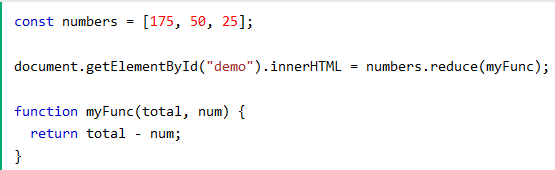 const numbers = [175, 50, 25];
document.getElementById("demo").innerHTML = numbers.reduce(myFunc);
function myFunc(total, num) {
  return total - num;
}